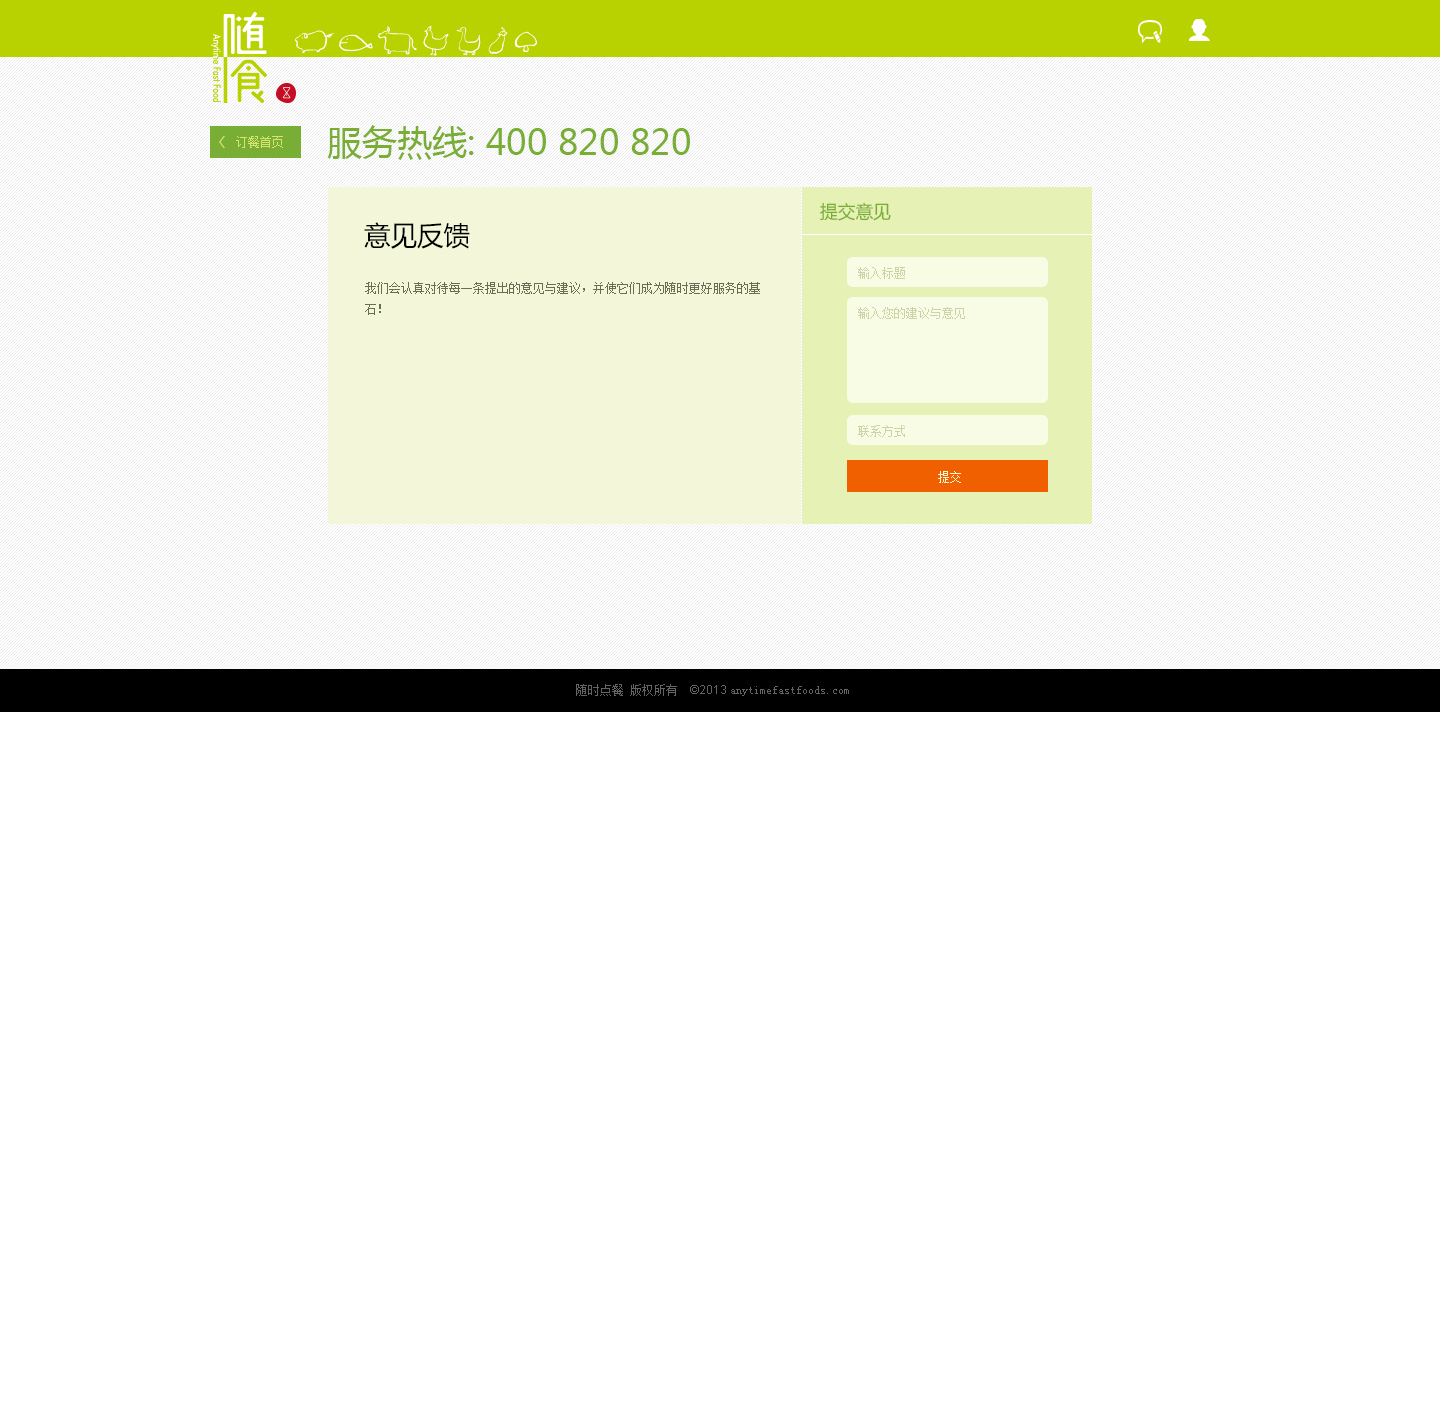 随食
Anytime Fast Food
订餐首页
服务热线: 400 820 820
意见反馈
我们会认真对待每一条提出的意见与建议，并使它们成为随时更好服务的基
石！
提交意见
输入标题
输入您的建议与意见
联系方式
提交
随时点餐 版权所有 ©2013 anytimefastfoods.com